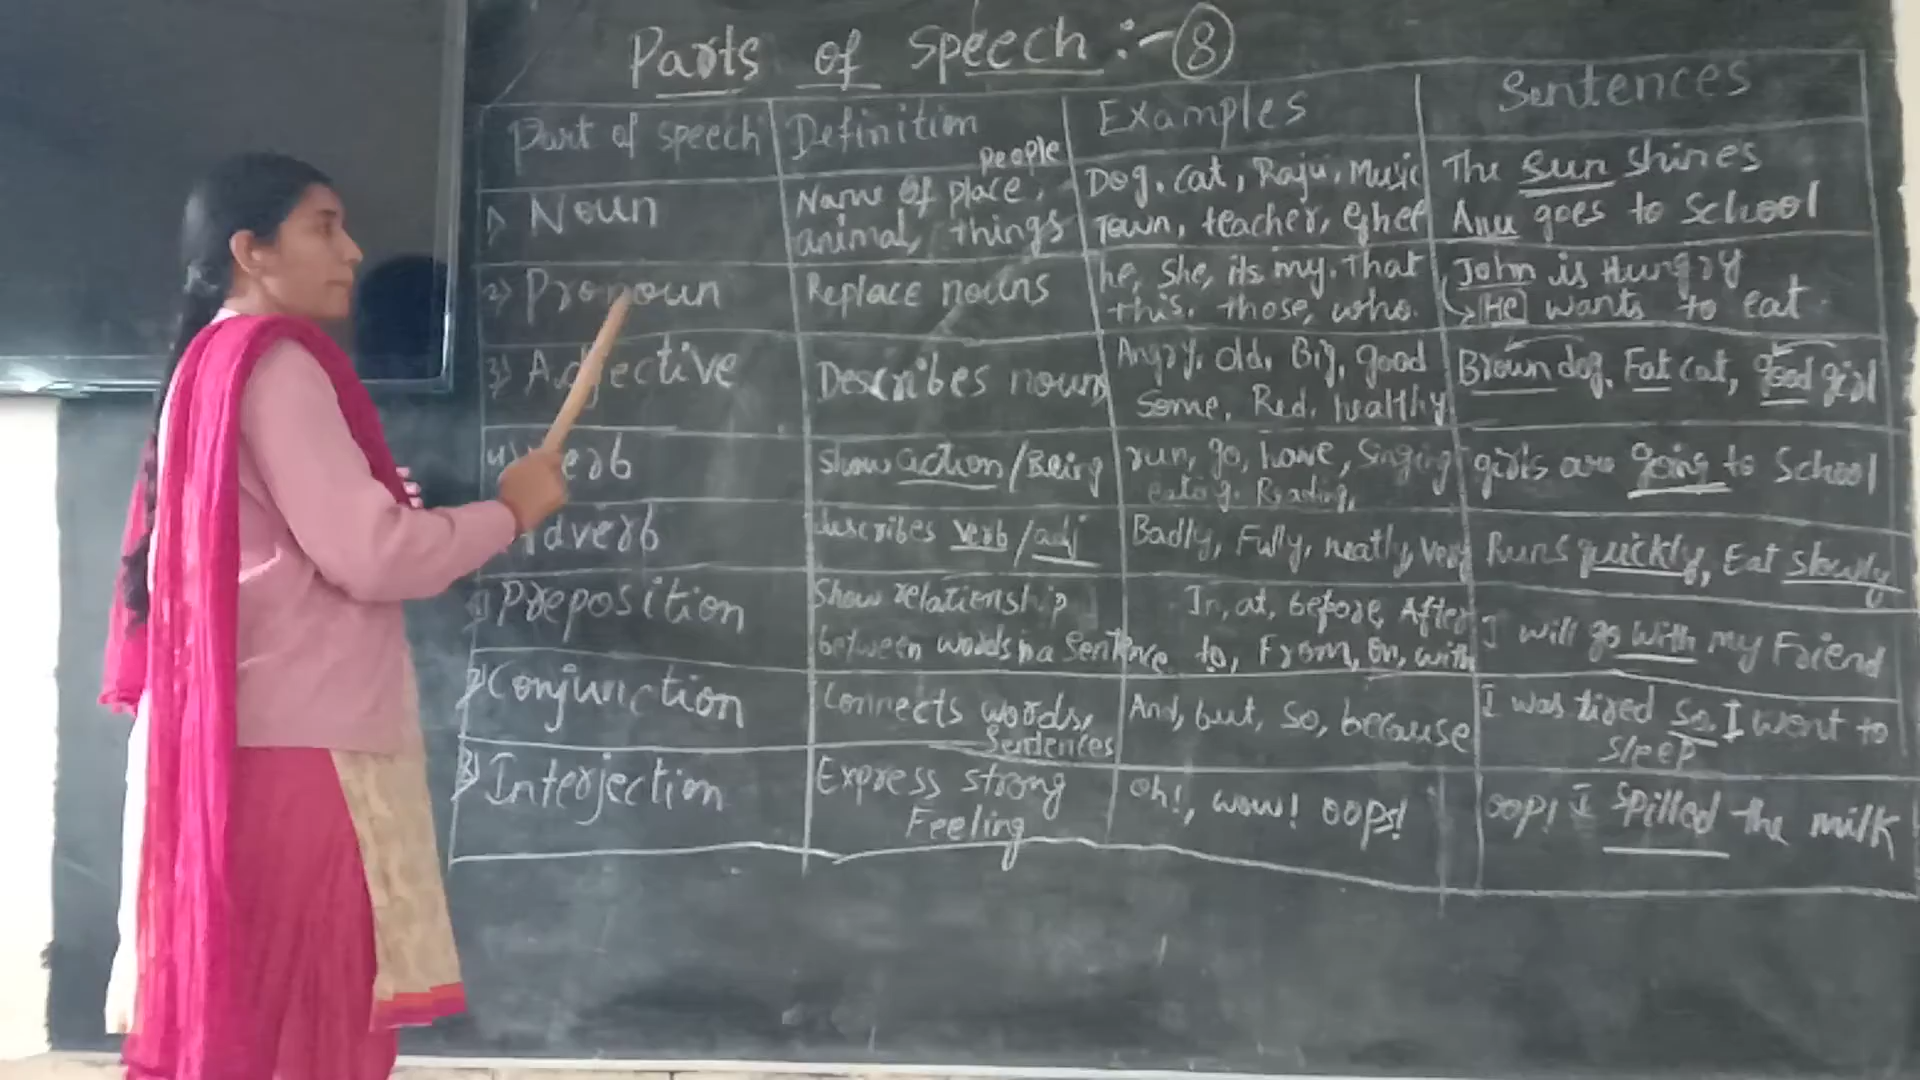 Parts of Speech :- 8
Part of speech Definition Examples Sentences
1) Noun
people
Name of place,
animal, things
Dog, cat, Raju, Music
Town, teacher, Ghee
The Sun shines
Anu goes to School
2) Pronoun
Replace nouns
he, She, its my. That
this. those, who.
John is Hungry
He wants to eat
3) Adjective
Describes nouns
Angry, Old, Big, good
Some, Red, healthy
Brown dog, Fat cat, good girl
4) Verb
show action/Being
run, go, have, Singing
Reading,
girls are going to School
Adverb
describes verb/adj
Badly, Fully, neatly, Very
Runs quickly, Eat slowly
Preposition
Show relationship
between words in a Sentence
In, at, before, After
to, From, on, with
I will go with my Friend
7) Conjunction
Connects words,
Sentences
And, but, So, because
I was tired So I went to
sleep
Interjection
Express strong
Feeling
Oh!, wow! oops!
oop! I spilled the milk